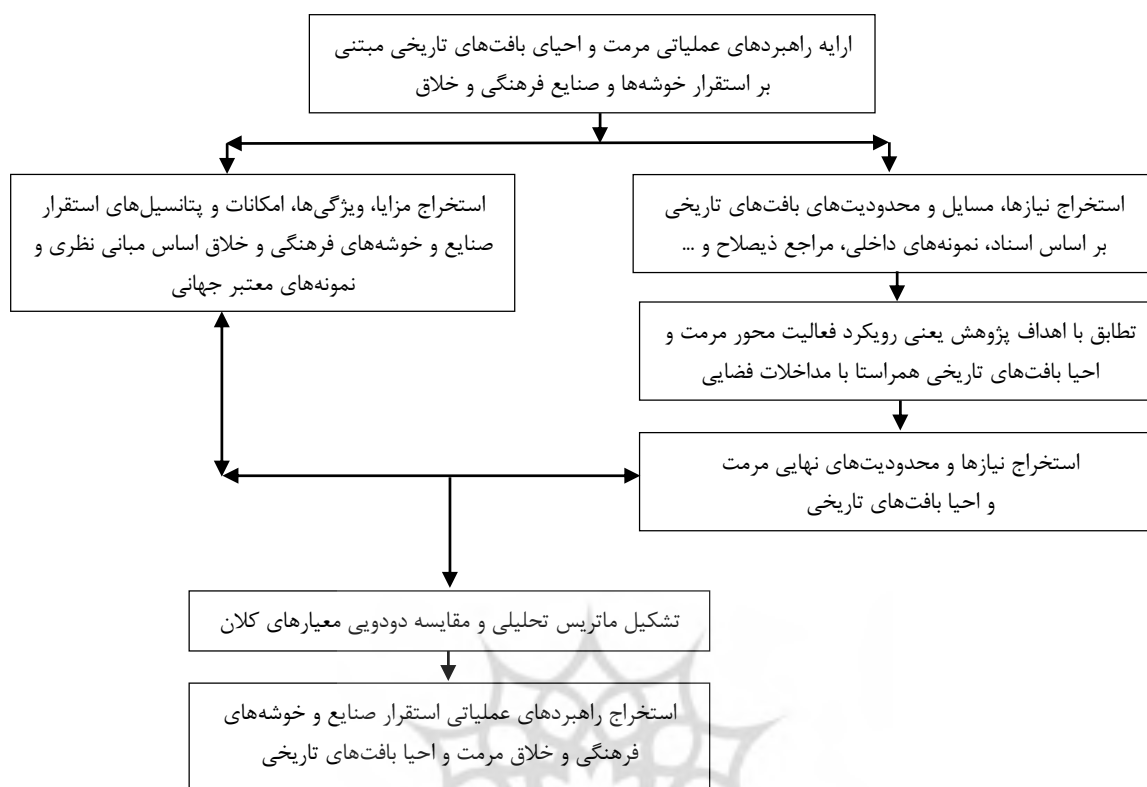 ارایه راهبردهای عملیاتی مرمت و احیای بافت‌های تاریخی مبتنی
بر استقرار خوشه‌ها و صنایع فرهنگی و خلاق
استخراج نیازها، مسایل و محدودیت‌های بافت‌های تاریخی
بر اساس اسناد، نمونه‌های داخلی، مراجع ذیصلاح و ...
استخراج مزایا، ویژگی‌ها، امکانات و پتانسیل‌های استقرار
صنایع و خوشه‌های فرهنگی و خلاق اساس مبانی نظری و
نمونه‌های معتبر جهانی
تطابق با اهداف پژوهش یعنی رویکرد فعالیت محور مرمت و
احیا بافت‌های تاریخی همراستا با مداخلات فضایی
استخراج نیازها و محدودیت‌های نهایی مرمت
و احیا بافت‌های تاریخی
تشکیل ماتریس تحلیلی و مقایسه دودویی معیارهای کلان
استخراج راهبردهای عملیاتی استقرار صنایع و خوشه‌های
فرهنگی و خلاق مرمت و احیا بافت‌های تاریخی